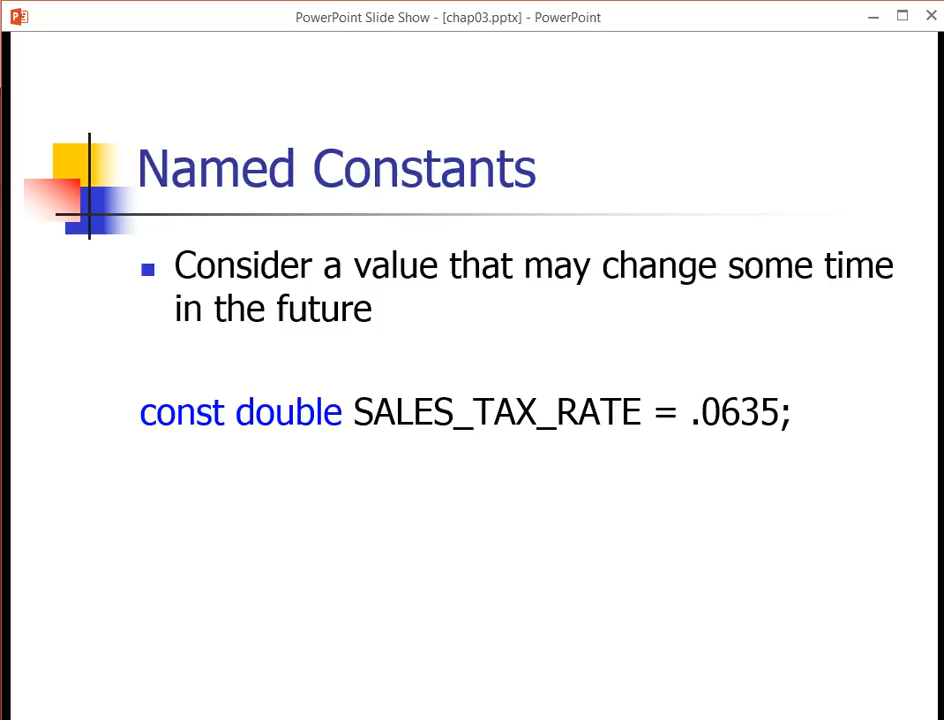 PowerPoint Slide Show - [chap03.pptx] - PowerPoint
Named Constants
Consider a value that may change some time
in the future
const double SALES_TAX_RATE = .0635;